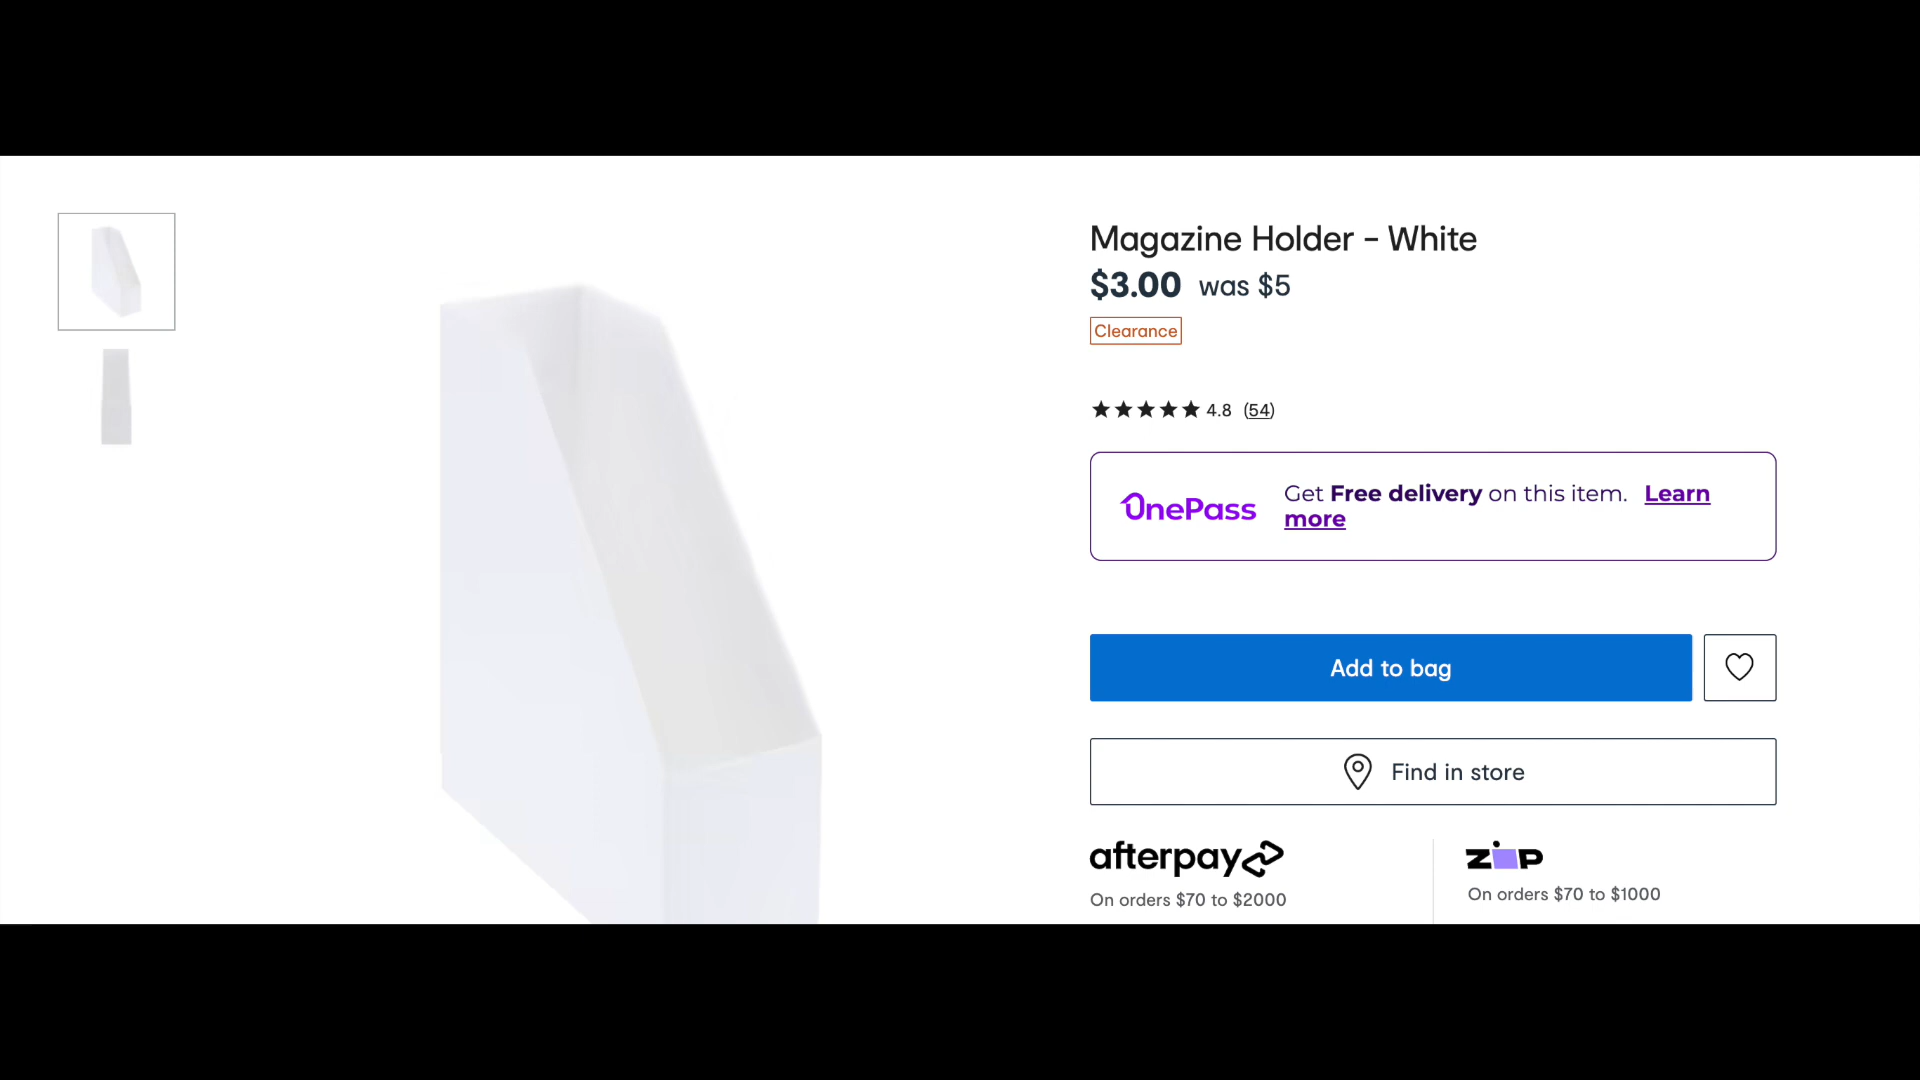 Magazine Holder – White
$3.00 was $5
Clearance
4.8 (54)
OnePass
Get Free delivery on this item. Learn
more
Add to bag
Find in store
afterpay
On orders $70 to $2000
zip
On orders $70 to $1000